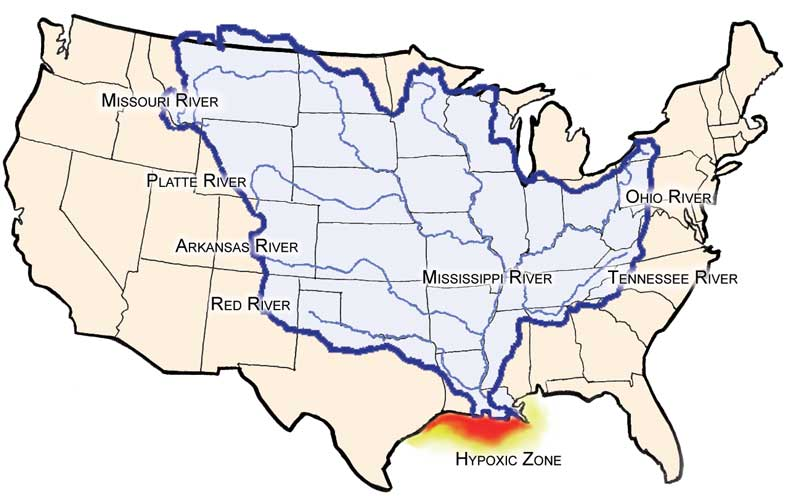 Missouri River
Platte River
Ohio River
Arkansas River
Mississippi River
Tennessee River
Red River
Hypoxic Zone